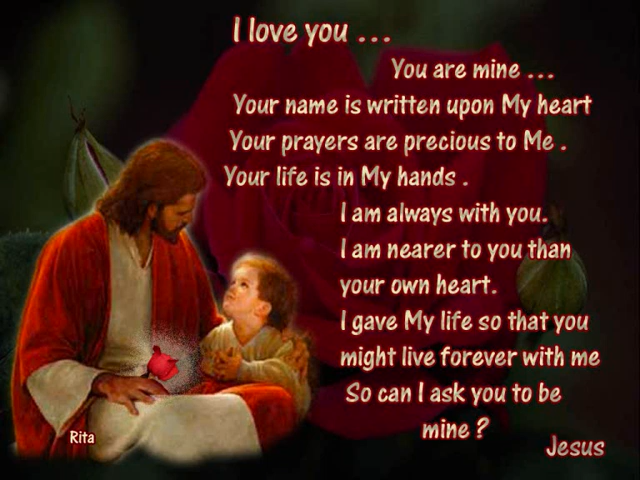 I love you ...
You are mine ...
Your name is written upon My heart
Your prayers are precious to Me .
Your life is in My hands .
I am always with you.
I am nearer to you than
your own heart.
I gave My life so that you
might live forever with me
So can I ask you to be
mine ?
Jesus
Rita